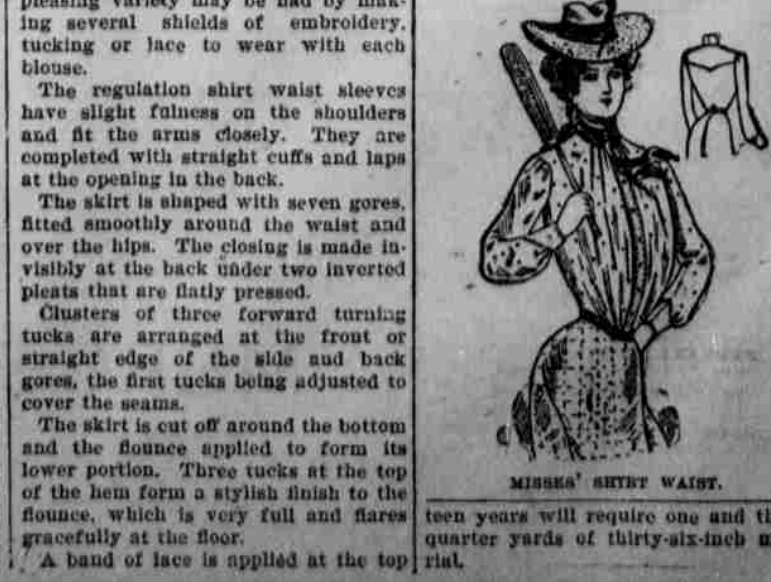 pleasing variety may be had by mak-
ing several shields of embroidery,
tucking or lace to wear with each
blouse.
The regulation shirt waist sleeves
have slight fulness on the shoulders
and fit the arms closely. They are
completed with straight cuffs and laps
at the opening in the back.
The skirt is shaped with seven gores,
fitted smoothly around the waist and
over the hips. The closing is made in-
visibly at the back under two inverted
pleats that are flatly pressed.
Clusters of three forward turning
tucks are arranged at the front or
straight edge of the side and back
gores, the first tucks being adjusted to
cover the seams.
The skirt is cut off around the bottom
and the flounce applied to form its
lower portion. Three tucks at the top
of the hem form a stylish finish to the
flounce, which is very full and flares
gracefully at the floor.
A band of lace is applied at the top
MISSES' SHIRT WAIST.
teen years will require one and
quarter yards of thirty-six-inch
rial.